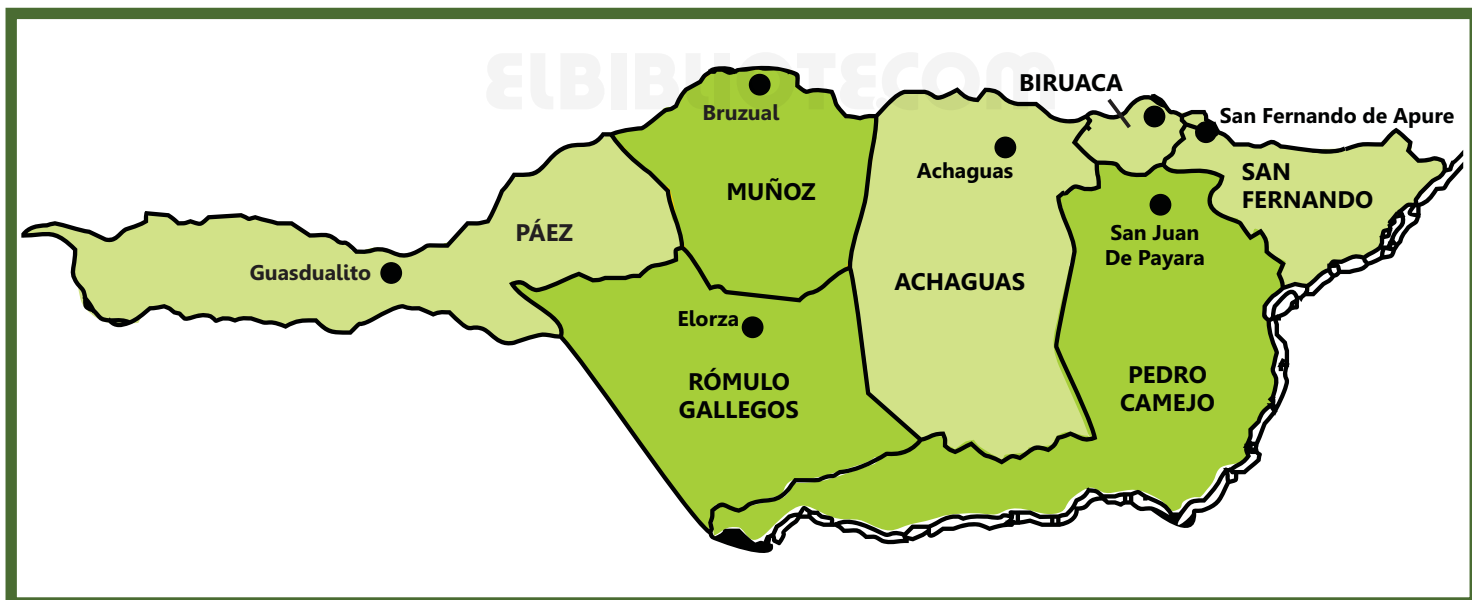 ELBIBLIOTECOM
BIRUACA
San Fernando de Apure
Bruzual
Achaguas
MUÑOZ
SAN
FERNANDO
PÁEZ
San Juan
De Payara
Guasdualito
ACHAGUAS
Elorza
RÓMULO
GALLEGOS
PEDRO
CAMEJO